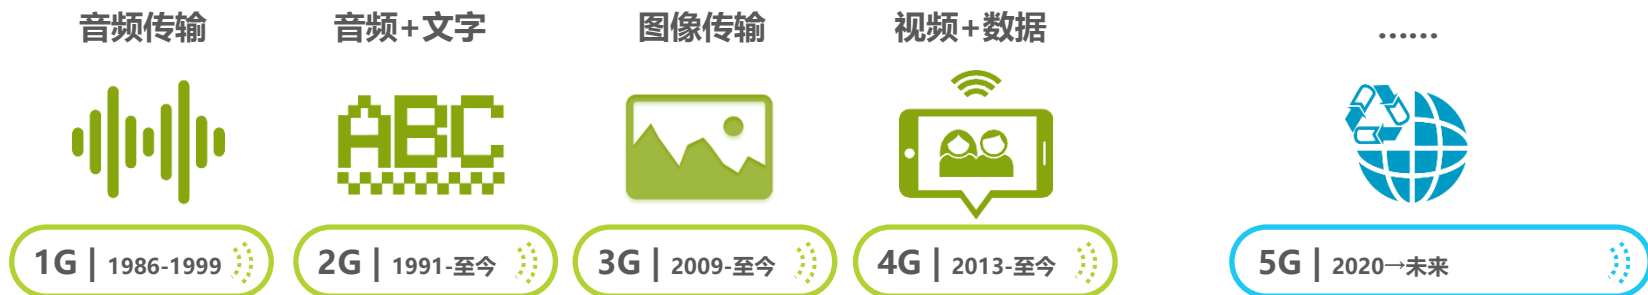 音频传输
音频+文字
图像传输
视频+数据
……
ABC
1G | 1986-1999
2G | 1991-至今
3G | 2009-至今
4G | 2013-至今
5G | 2020→未来